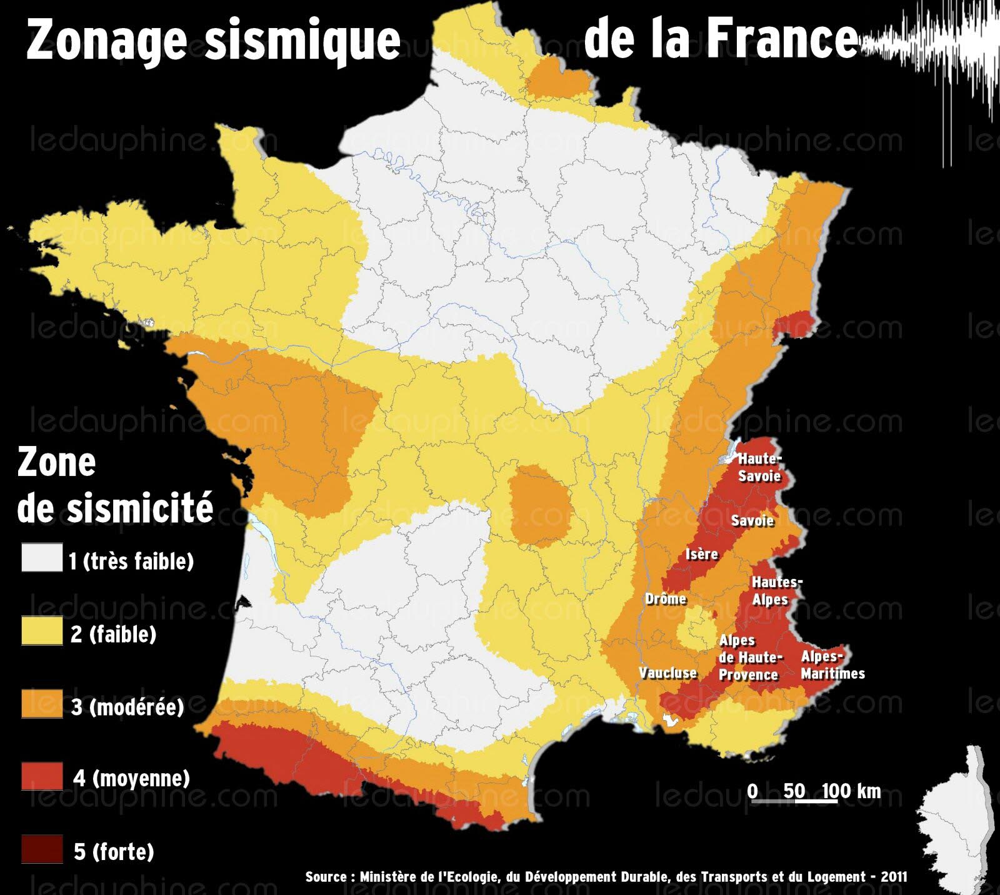 Zonage sismique de la France
ledauphine.com
Zone
de sismicité
1 (très faible)
2 (faible)
3 (modérée)
4 (moyenne)
5 (forte)
Haute-
Savoie
Savoie
Isère
Hautes-
Alpes
Drôme
Alpes
de Haute-
Provence
Alpes-
Maritimes
Vaucluse
0 50 100 km
Source : Ministère de l'Ecologie, du Développement Durable, des Transports et du Logement - 2011